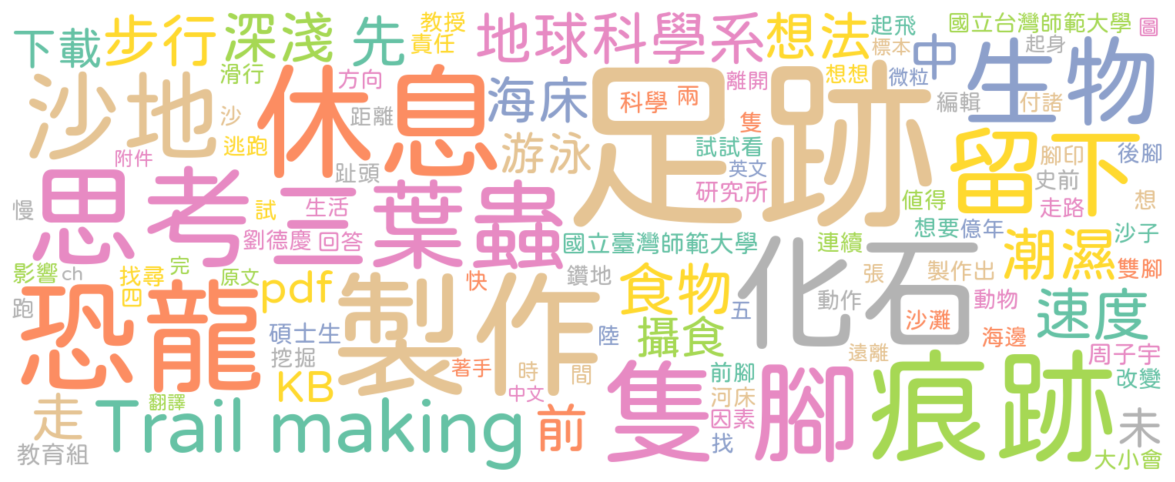 下載 步行 深淺 先 教授 責任 地球科學系 想法 起飛 標本 中 國立台灣師範大學 起身 圖
滑行 方向 想想 微粒 生物
沙地 沙 休息 距離 海床 科學 兩 離開 足跡 編輯 付諸
逃跑 附件 趾頭 游泳 隻 試試看 英文 研究所 留下 腳印 史前 後腳
思考 三葉蟲 值得 走路 想
慢 試 生活 劉德慶 回答 國立臺灣師範大學 連續 想要 億年 潮濕 沙子
影響 ch 找尋 完 原文 pdf 快 鑽地 食物 化石 張 製作出 雙腳
跑 四 恐龍 碩士生 製作 五 動作 動物 速度
挖掘 陸 攝食 沙灘 海邊
KB 著手 時 間 前腳 遠離 周子宇
走 翻譯 Trail making 中文 前 隻腳 河床 因素 痕跡 改變 未
教育組 找 大小會